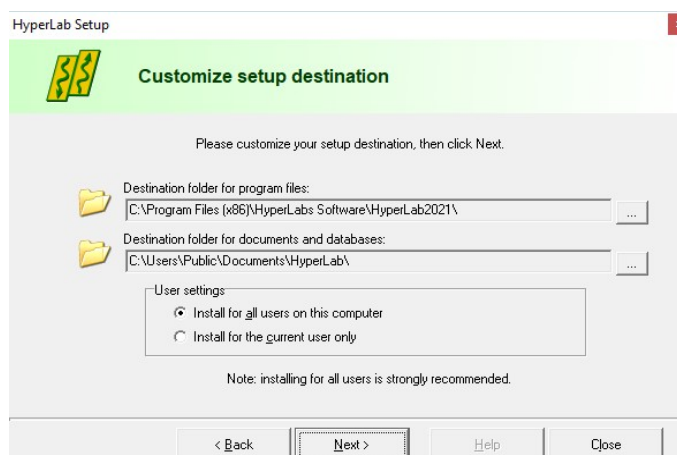 HyperLab Setup
Customize setup destination
Please customize your setup destination, then click Next.
Destination folder for program files:
C:\Program Files (x86)\HyperLabs Software\HyperLab2021\
...
Destination folder for documents and databases:
C:\Users\Public\Documents\HyperLab\
...
User settings
Install for all users on this computer
Install for the current user only
Note: installing for all users is strongly recommended.
< Back Next > Help Close